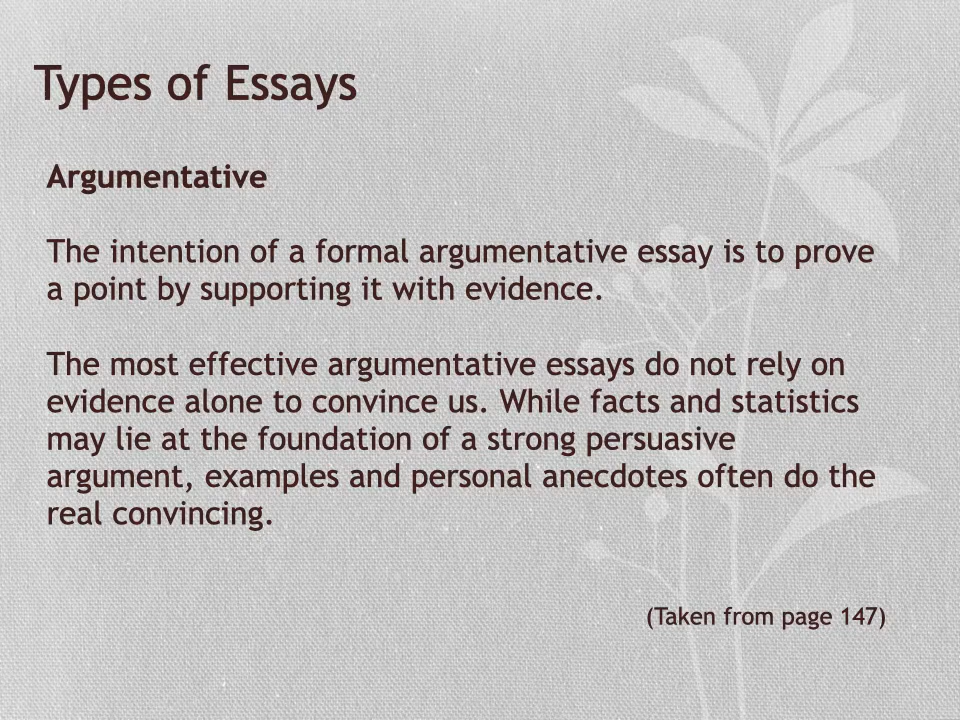 Types of Essays
Argumentative
The intention of a formal argumentative essay is to prove
a point by supporting it with evidence.
The most effective argumentative essays do not rely on
evidence alone to convince us. While facts and statistics
may lie at the foundation of a strong persuasive
argument, examples and personal anecdotes often do the
real convincing.
(Taken from page 147)